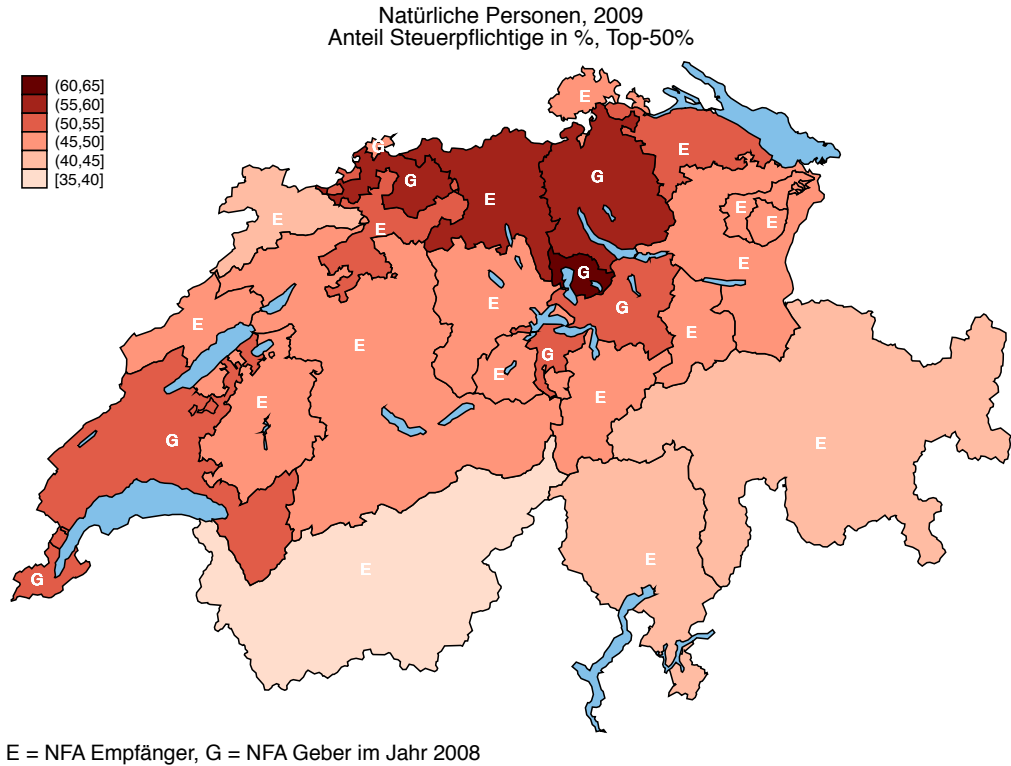 Natürliche Personen, 2009
Anteil Steuerpflichtige in %, Top-50%
(60,65]
(55,60]
(50,55]
(45,50]
(40,45]
[35,40]
E
G
E
G
G
E
E
E
E
E
E
G
E
E
G
E
E
E
G
E
E
E
G
E
E
G
E = NFA Empfänger, G = NFA Geber im Jahr 2008